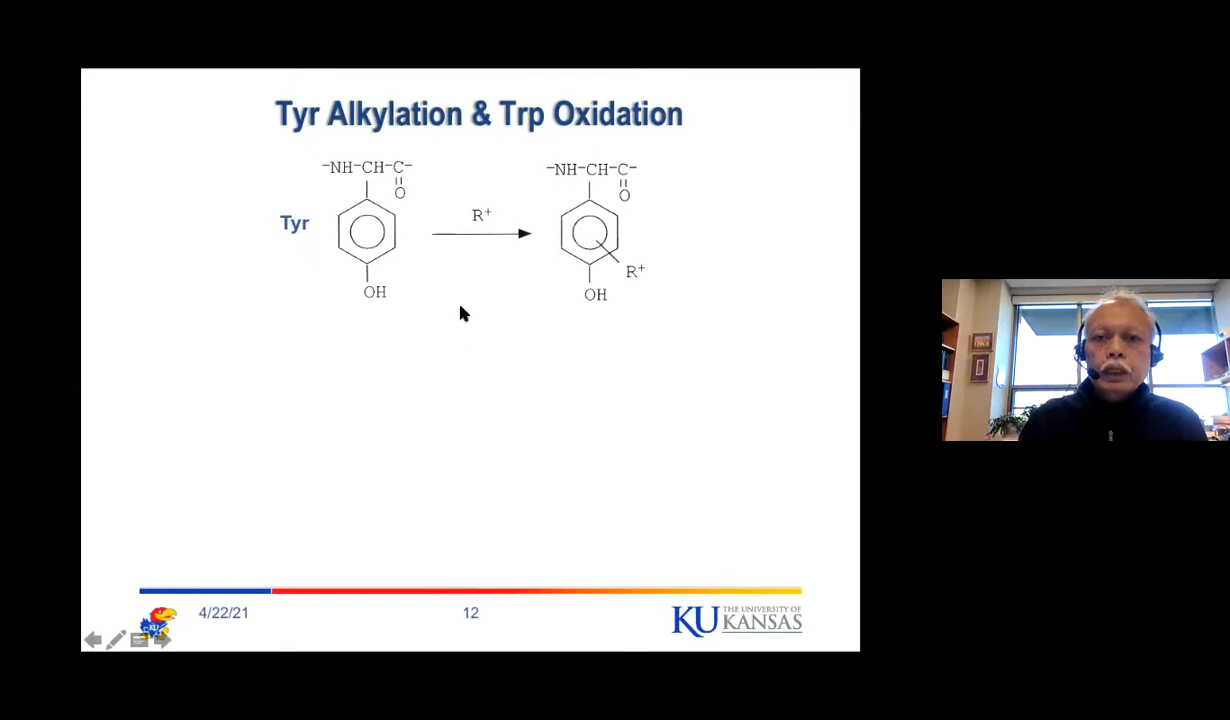 Tyr Alkylation & Trp Oxidation
-NH-CH-C-
O
Tyr
OH
R+
-NH-CH-C-
O
R+
OH
4/22/21
12
KU THE UNIVERSITY OF
KANSAS